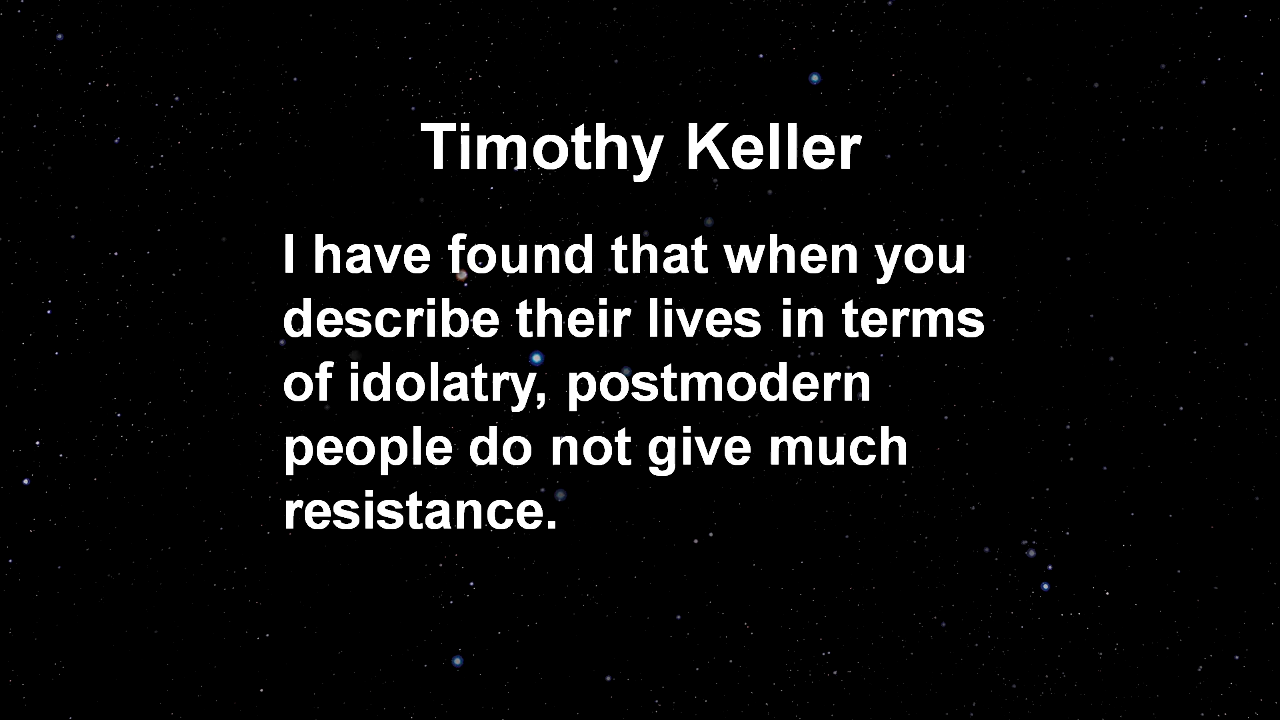 Timothy Keller
I have found that when you
describe their lives in terms
of idolatry, postmodern
people do not give much
resistance.